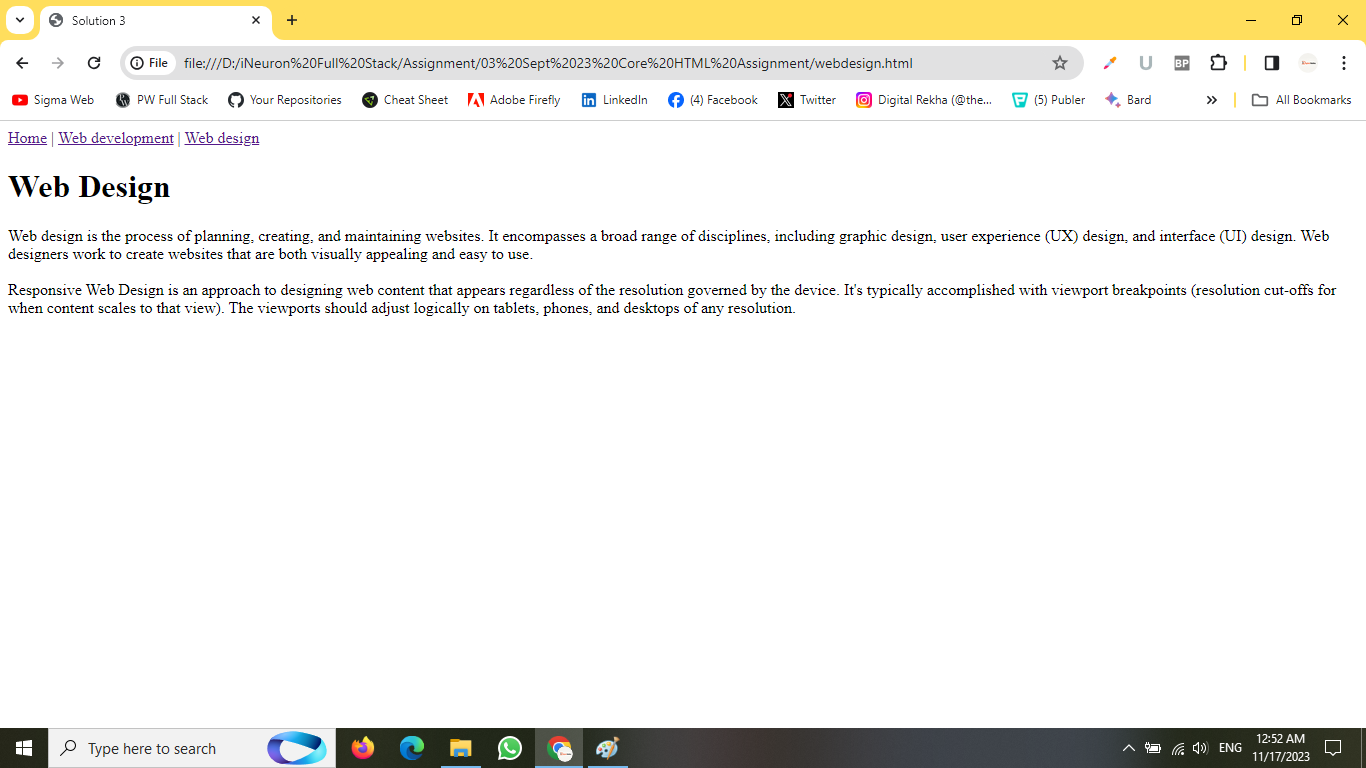 Solution 3
File file:///D:/iNeuron%20Full%20Stack/Assignment/03%20Sept%2023%20Core%20HTML%20Assignment/webdesign.html
Sigma Web PW Full Stack Your Repositories Cheat Sheet Adobe Firefly LinkedIn (4) Facebook Twitter Digital Rekha (@the... (5) Publer Bard » All Bookmarks
Home | Web development | Web design
Web Design
Web design is the process of planning, creating, and maintaining websites. It encompasses a broad range of disciplines, including graphic design, user experience (UX) design, and interface (UI) design. Web
designers work to create websites that are both visually appealing and easy to use.
Responsive Web Design is an approach to designing web content that appears regardless of the resolution governed by the device. It's typically accomplished with viewport breakpoints (resolution cut-offs for
when content scales to that view). The viewports should adjust logically on tablets, phones, and desktops of any resolution.
Type here to search
ENG
12:52 AM
11/17/2023